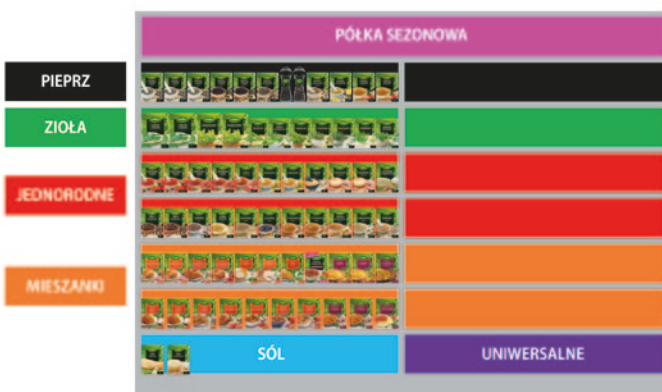 PÓŁKA SEZONOWA
PIEPRZ
ZIOŁA
JEDNORODNE
MIESZANKI
SÓL
UNIWERSALNE